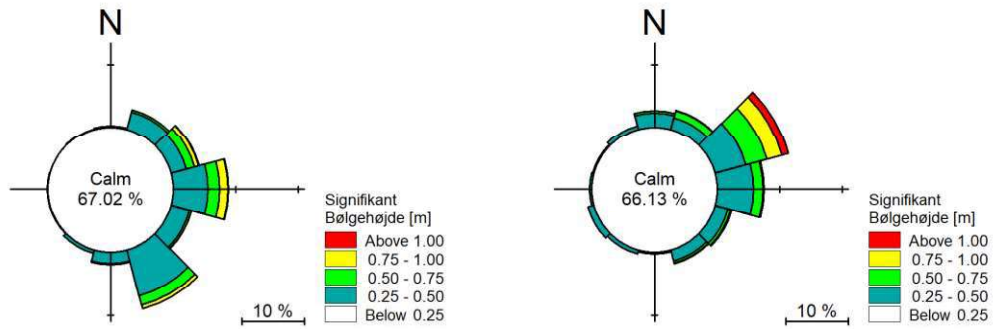 N
Calm
67.02 %
Signifikant
Bølgehøjde [m]
Above 1.00
0.75 - 1.00
0.50 - 0.75
0.25 - 0.50
Below 0.25
10 %
N
Calm
66.13 %
Signifikant
Bølgehøjde [m]
Above 1.00
0.75 - 1.00
0.50 - 0.75
0.25 - 0.50
Below 0.25
10 %